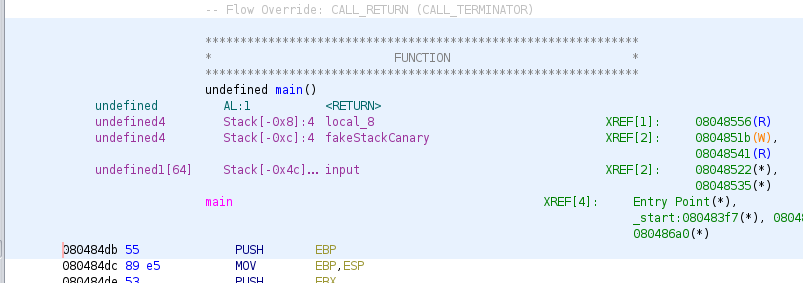 -- Flow Override: CALL_RETURN (CALL_TERMINATOR)
**************************************************************
* FUNCTION *
**************************************************************
undefined main()
undefined AL:1 <RETURN>
undefined4 Stack[-0x8]:4 local_8 XREF[1]: 08048556(R)
undefined4 Stack[-0xc]:4 fakeStackCanary XREF[2]: 0804851b(W),
08048541(R)
undefined1[64] Stack[-0x4c]... input XREF[2]: 08048522(*),
08048535(*)
main XREF[4]: Entry Point(*),
_start:080483f7(*), 08048
080486a0(*)
080484db 55 PUSH EBP
080484dc 89 e5 MOV EBP,ESP
080484de 53 PUSH EBX